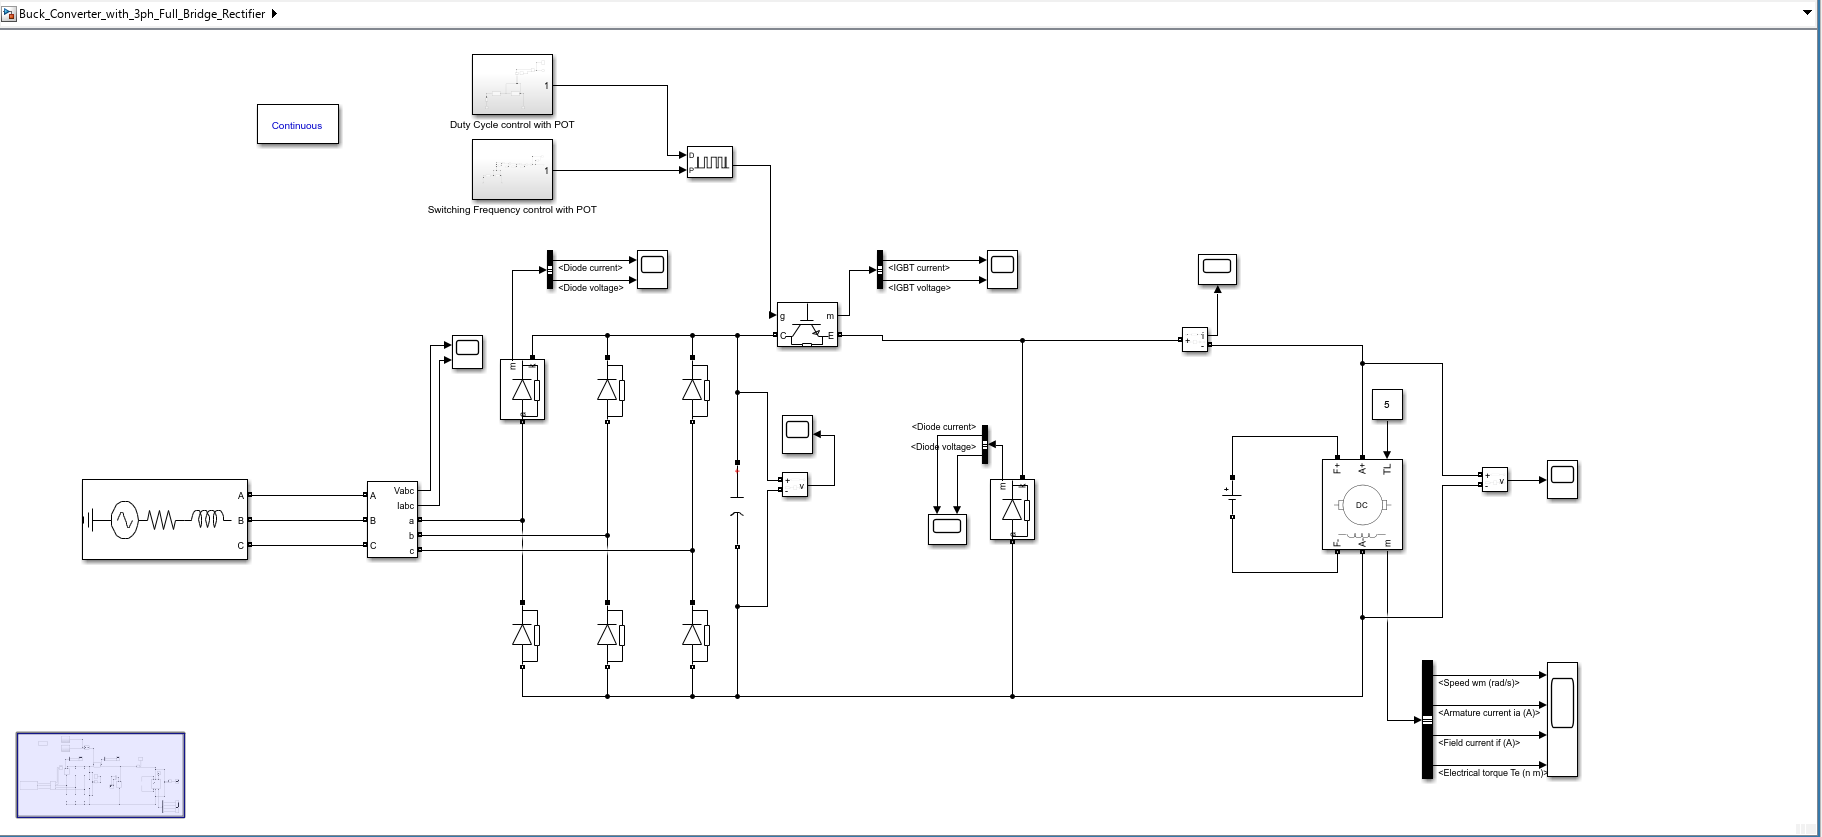 Buck_Converter_with_3ph_Full_Bridge_Rectifier
1
Duty Cycle control with POT
Continuous
D
P
1
Switching Frequency control with POT
<Diode current>
<Diode voltage>
<IGBT current>
<IGBT voltage>
g m
C E
i
+
-
m a
k
5
<Diode current>
<Diode voltage>
F+ A+ TL
+ v
-
+ v
-
A
B
C
A
B
C
Vabc
Iabc
a
b
c
+
m a
k
+
DC
F- A- m
<Speed wm (rad/s)>
<Armature current ia (A)>
<Field current if (A)>
<Electrical torque Te (n m)>